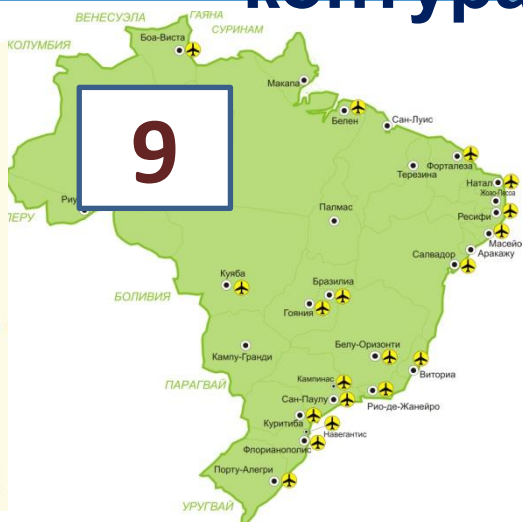 контура
ВЕНЕСУЭЛА
ГАЯНА
СУРИНАМ
КОЛУМБИЯ
Боа-Виста
Макапа
Белен
Сан-Луис
9
Форталеза
Терезина
Натал
Жоао-Песоа
Риу
ПЕРУ
Палмас
Ресифи
Масейо
Аракажу
Салвадор
Куяба
Бразилиа
Гояния
БОЛИВИЯ
Белу-Оризонти
Кампу-Гранди
Виториа
ПАРАГВАЙ
Кампинас
Сан-Паулу
Рио-де-Жанейро
Куритиба
Навегантис
Флорианополис
Порту-Алегри
УРУГВАЙ